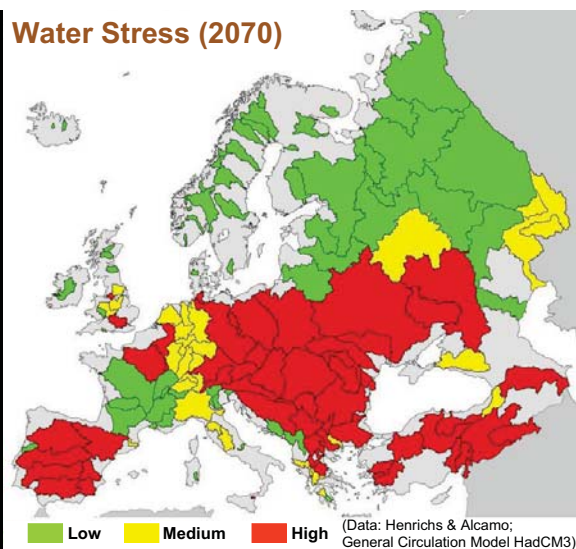 Water Stress (2070)
Low
Medium
High
(Data: Henrichs & Alcamo;
General Circulation Model HadCM3)